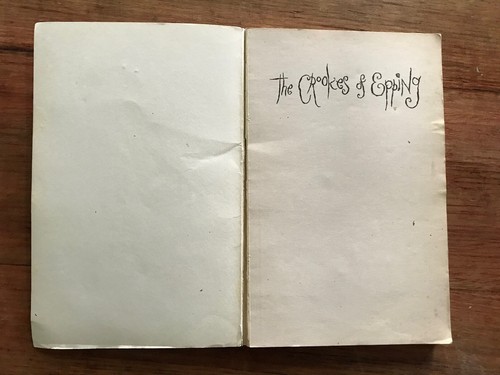 The Crookes of Epping